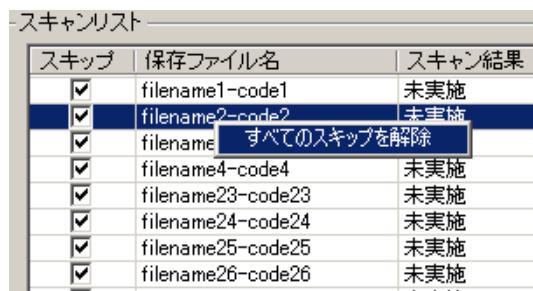 スキャンリスト
スキップ 保存ファイル名 スキャン結果
filename1-code1 未実施
filename2-code2 未実施
すべてのスキップを解除
filename
filename4-code4 未実施
filename23-code23 未実施
filename24-code24 未実施
filename25-code25 未実施
filename26-code26 未実施